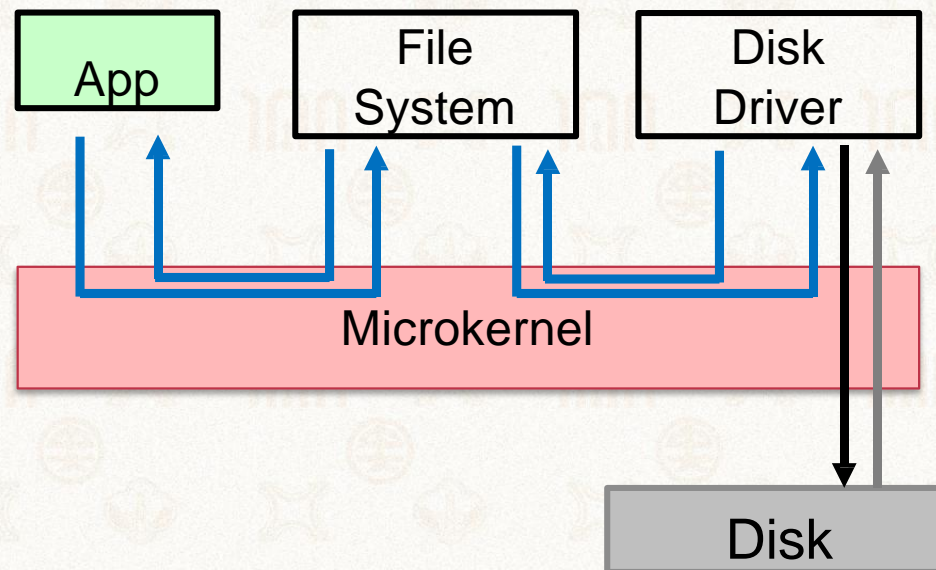 App
File
System
Disk
Driver
Microkernel
Disk